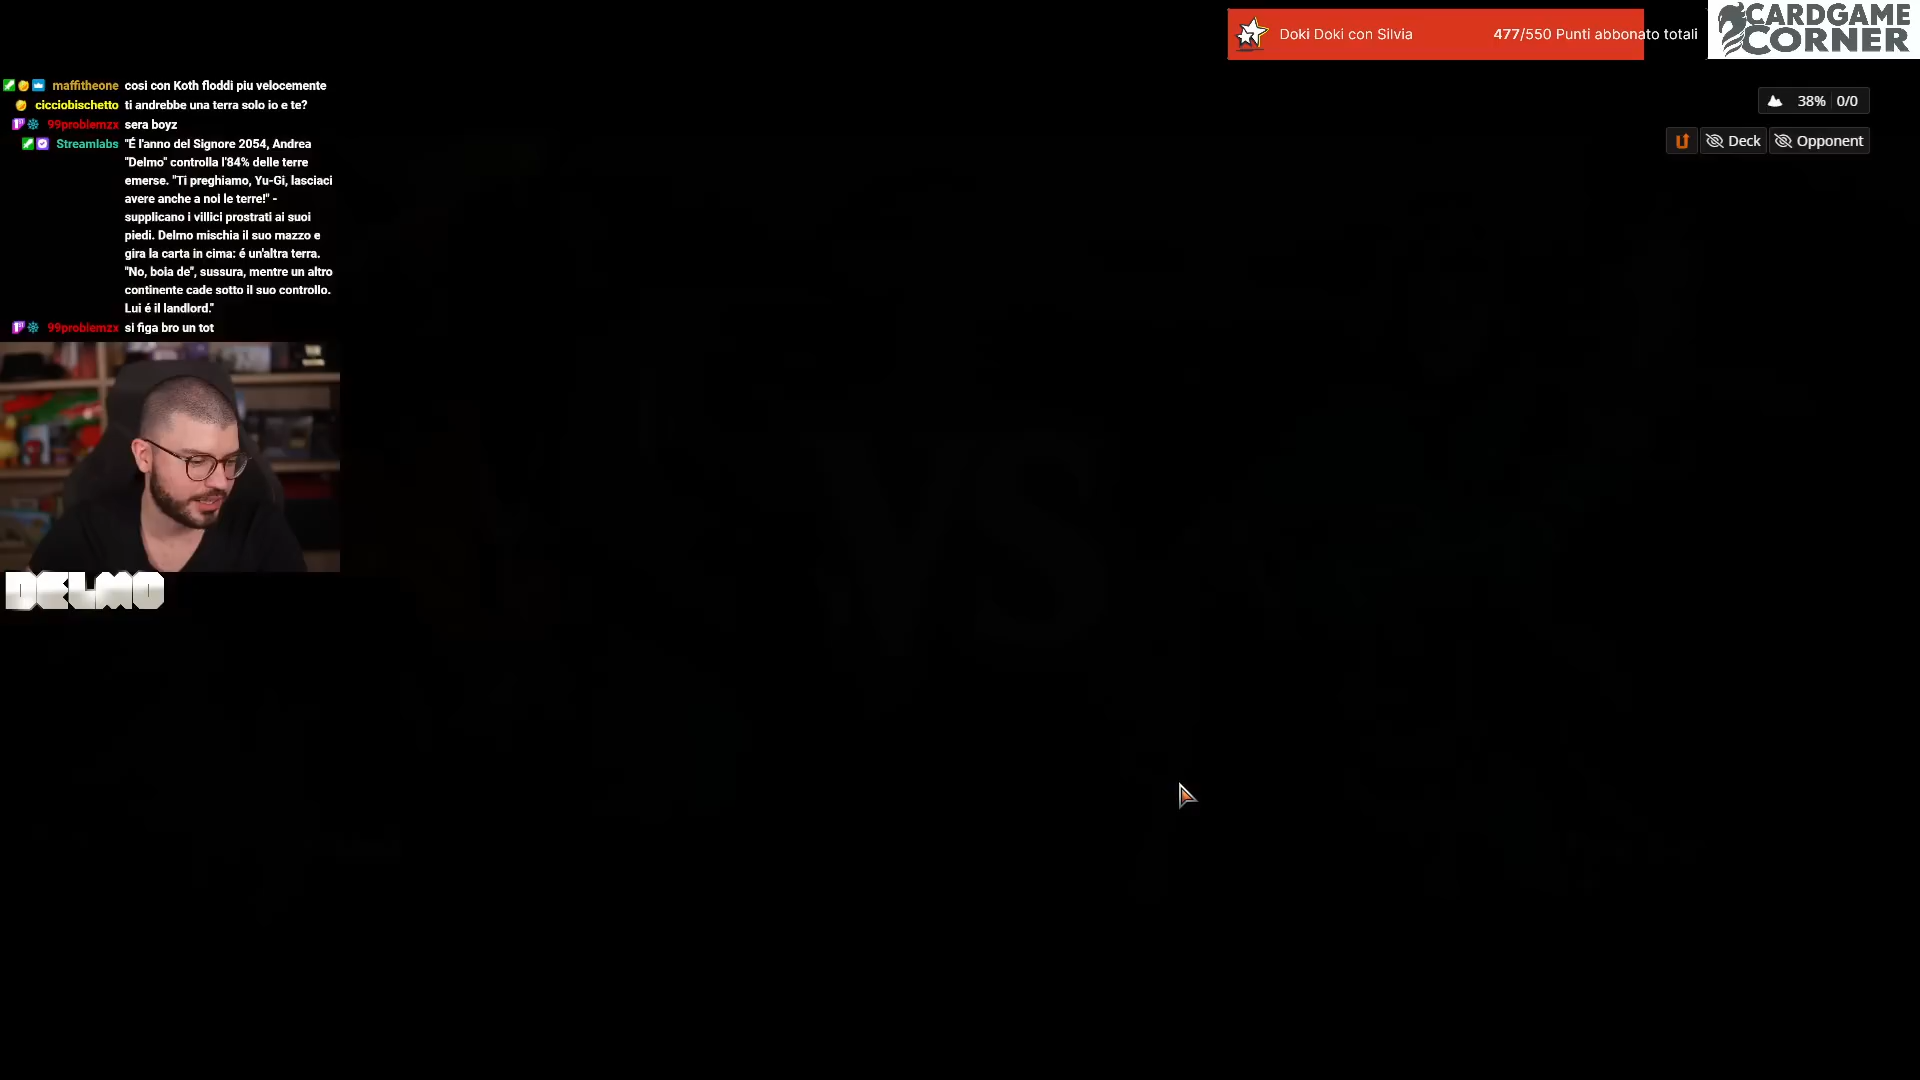 Doki Doki con Silvia 477/550 Punti abbonato totali
CARDGAME
CORNER
maffitheone cosi con Koth floddi piu velocemente
38% 0/0
cicciobischetto ti andrebbe una terra solo io e te?
99problemzx sera boyz
Deck Opponent
Streamlabs "É l'anno del Signore 2054, Andrea
"Delmo" controlla l'84% delle terre
emerse. "Ti preghiamo, Yu-Gi, lasciaci
avere anche a noi le terre!" -
supplicano i villici prostrati ai suoi
piedi. Delmo mischia il suo mazzo e
gira la carta in cima: é un'altra terra.
"No, boia de", sussura, mentre un altro
continente cade sotto il suo controllo.
Lui é il landlord."
99problemzx si figa bro un tot
VS
DELMO